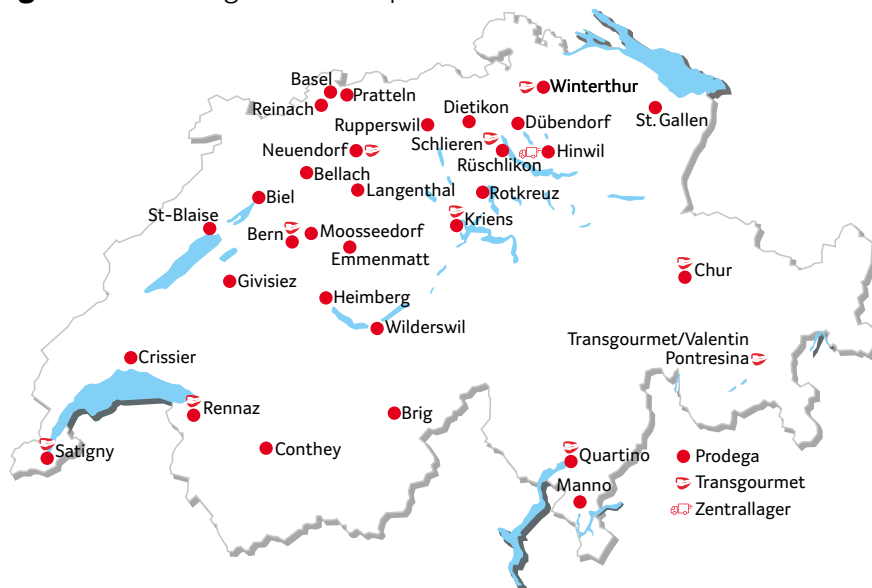 Basel
Pratteln
Reinach
Winterthur
St. Gallen
Dietikon
Rupperswil
Dübendorf
Schlieren
Neuendorf
Rüschlikon
Hinwil
Bellach
Langenthal
Rotkreuz
Biel
St-Blaise
Kriens
Bern
Moosseedorf
Emmenmatt
Chur
Givisiez
Heimberg
Wilderswil
Transgourmet/Valentin
Pontresina
Crissier
Rennaz
Brig
Satigny
Conthey
Quartino
Manno
Prodega
Transgourmet
Zentrallager